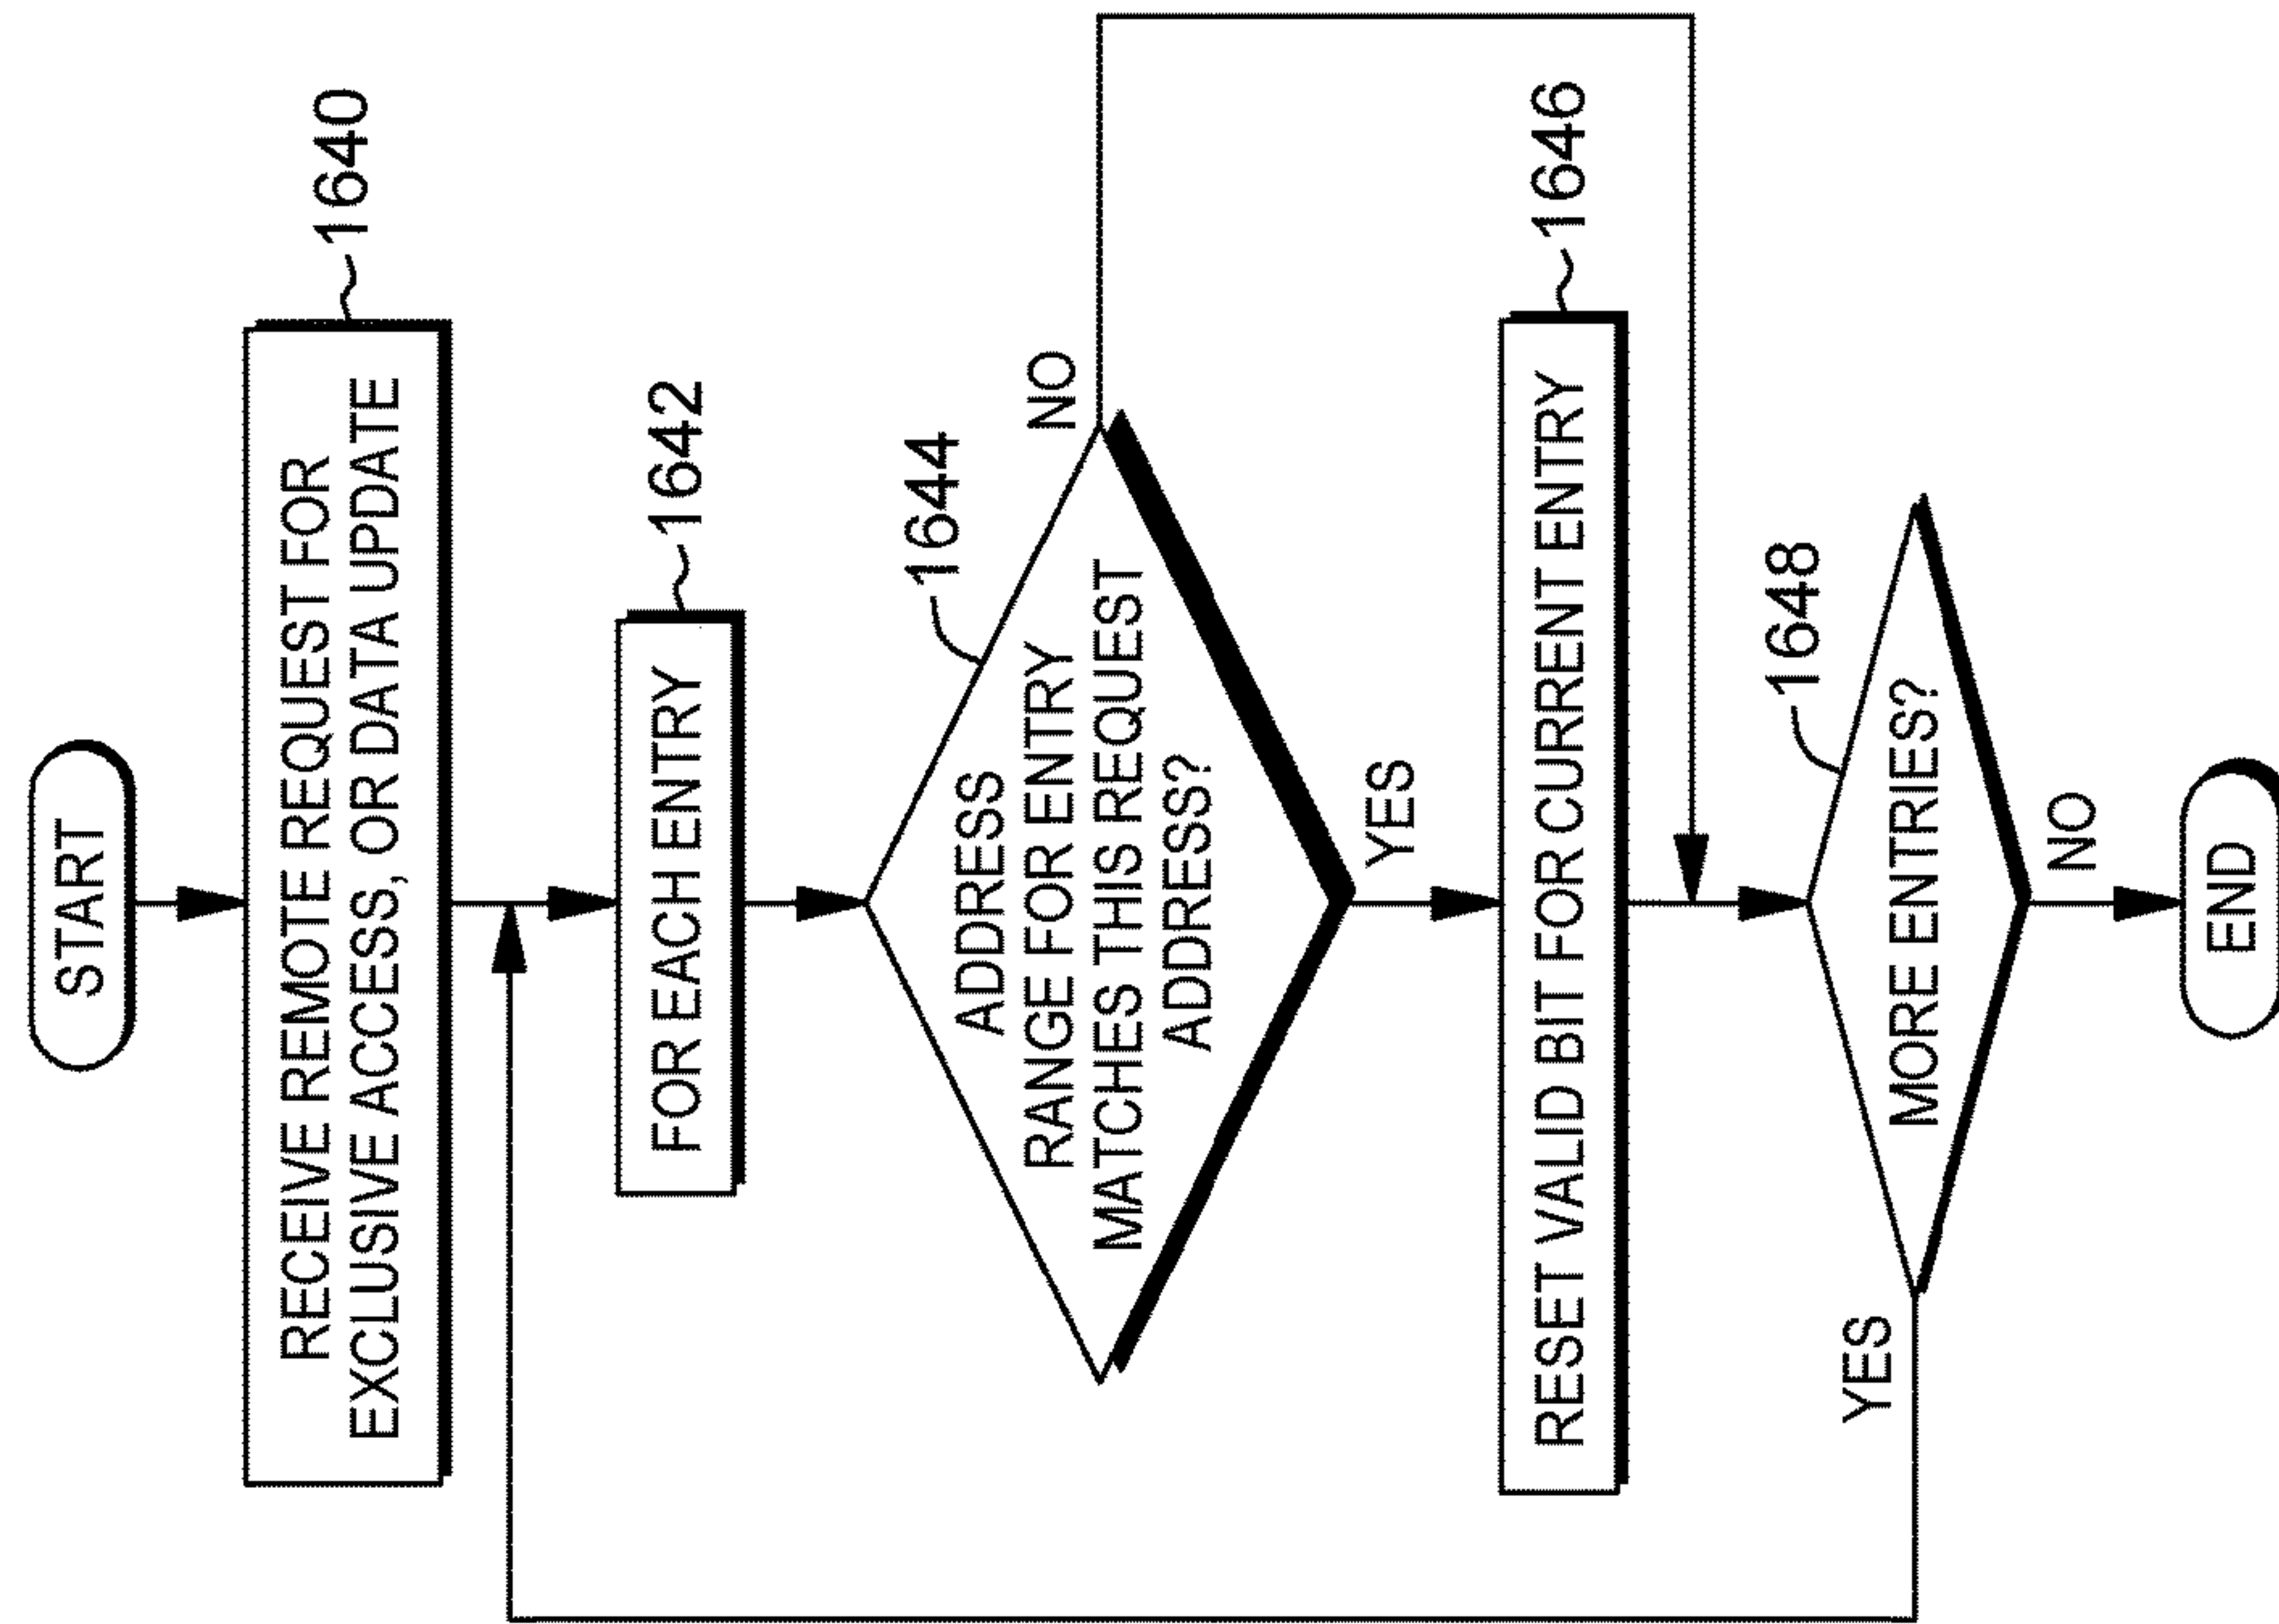 START
RECEIVE REMOTE REQUEST FOR
EXCLUSIVE ACCESS, OR DATA UPDATE
1640
FOR EACH ENTRY
1642
ADDRESS
RANGE FOR ENTRY
MATCHES THIS REQUEST
ADDRESS?
1644
NO
YES
RESET VALID BIT FOR CURRENT ENTRY
1646
MORE ENTRIES?
1648
YES
NO
END